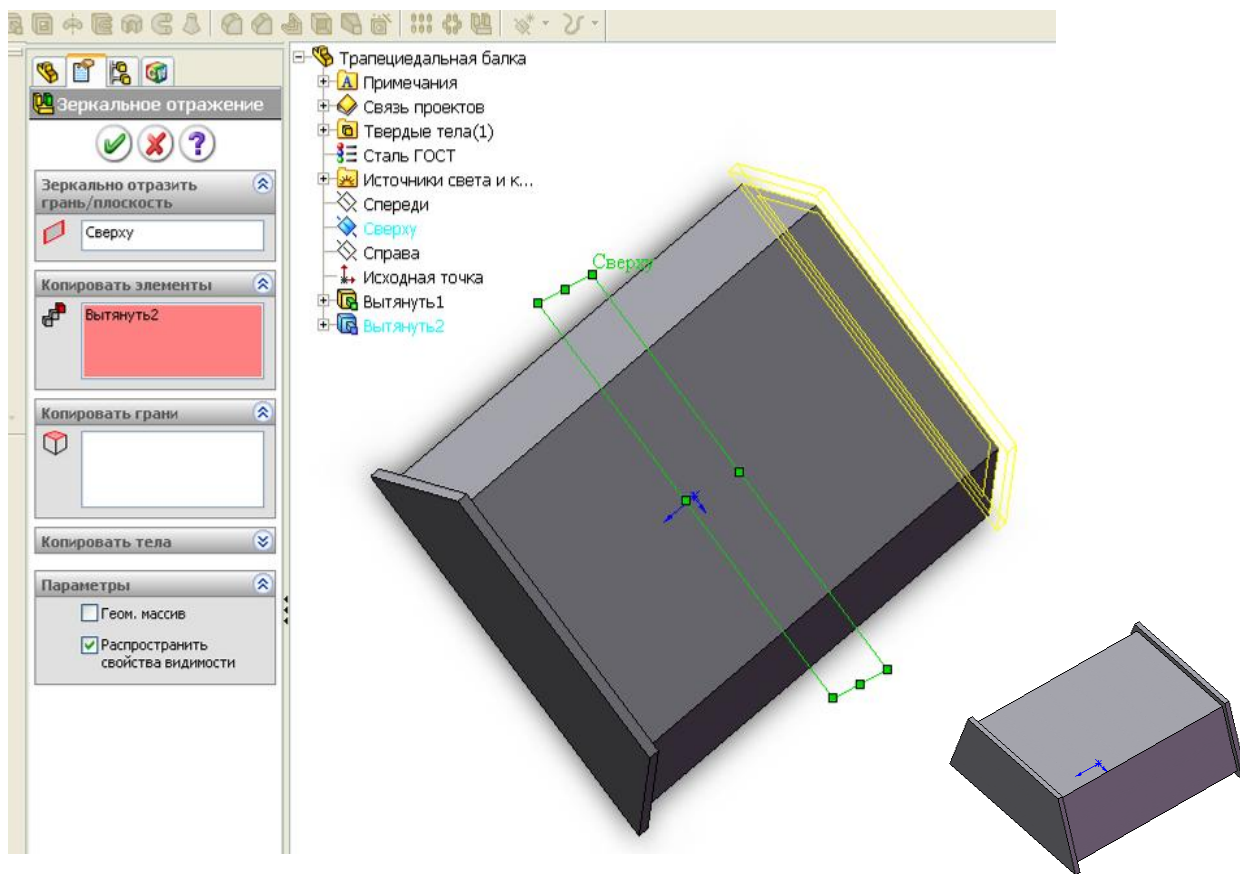 Зеркальное отражение
Зеркально отразить
грань/плоскость
Сверху
Копировать элементы
Вытянуть2
Копировать грани
Копировать тела
Параметры
Геом. массив
Распространить
свойства видимости
Трапециедальная балка
Примечания
Связь проектов
Твердые тела(1)
Сталь ГОСТ
Источники света и к...
Спереди
Сверху
Справа
Исходная точка
Вытянуть1
Вытянуть2
Сверху